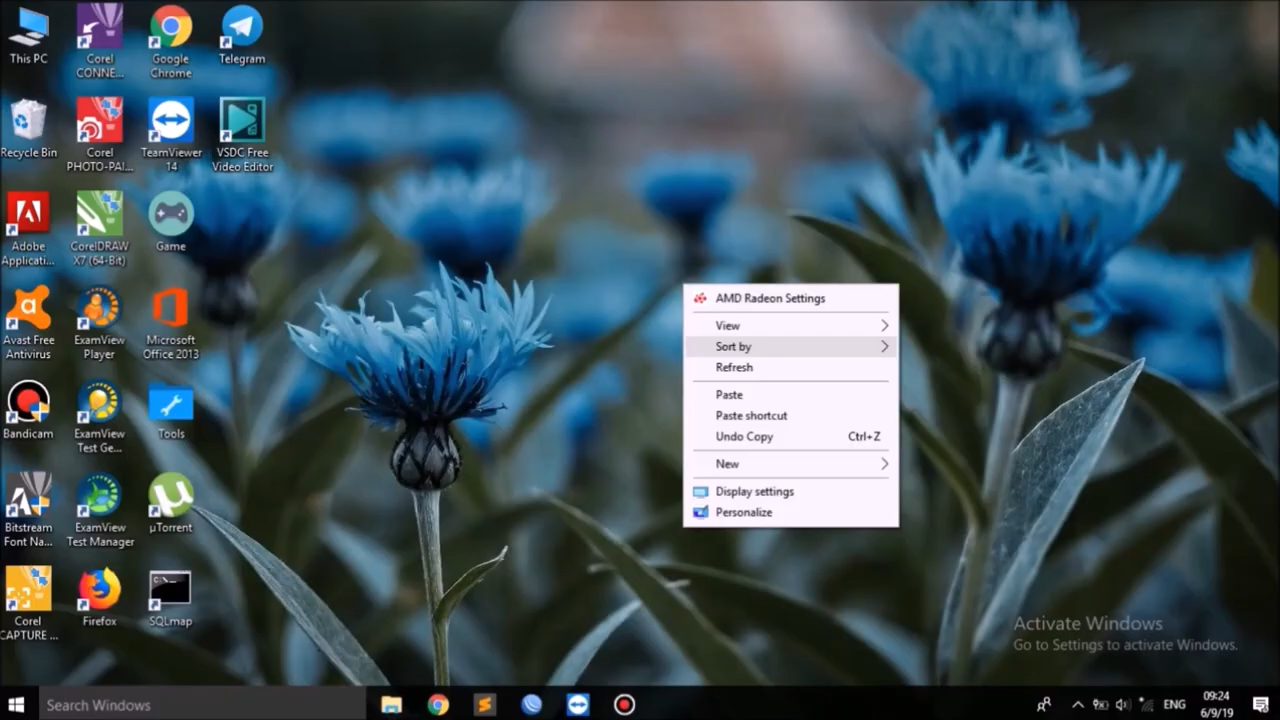 This PC
Corel
CONNE...
Google
Chrome
Telegram
Recycle Bin
Corel
PHOTO-PAI...
TeamViewer
14
VSDC Free
Video Editor
Adobe
Applicati...
CorelDRAW
X7 (64-Bit)
Game
Avast Free
Antivirus
ExamView
Player
Microsoft
Office 2013
Bandicam
ExamView
Test Ge...
Tools
Bitstream
Font Na...
ExamView
Test Manager
µTorrent
Corel
CAPTURE ...
Firefox
SQLmap
AMD Radeon Settings
View
Sort by
Refresh
Paste
Paste shortcut
Undo Copy Ctrl+Z
New
Display settings
Personalize
Activate Windows
Go to Settings to activate Windows.
Search Windows
ENG
09:24
6/9/19